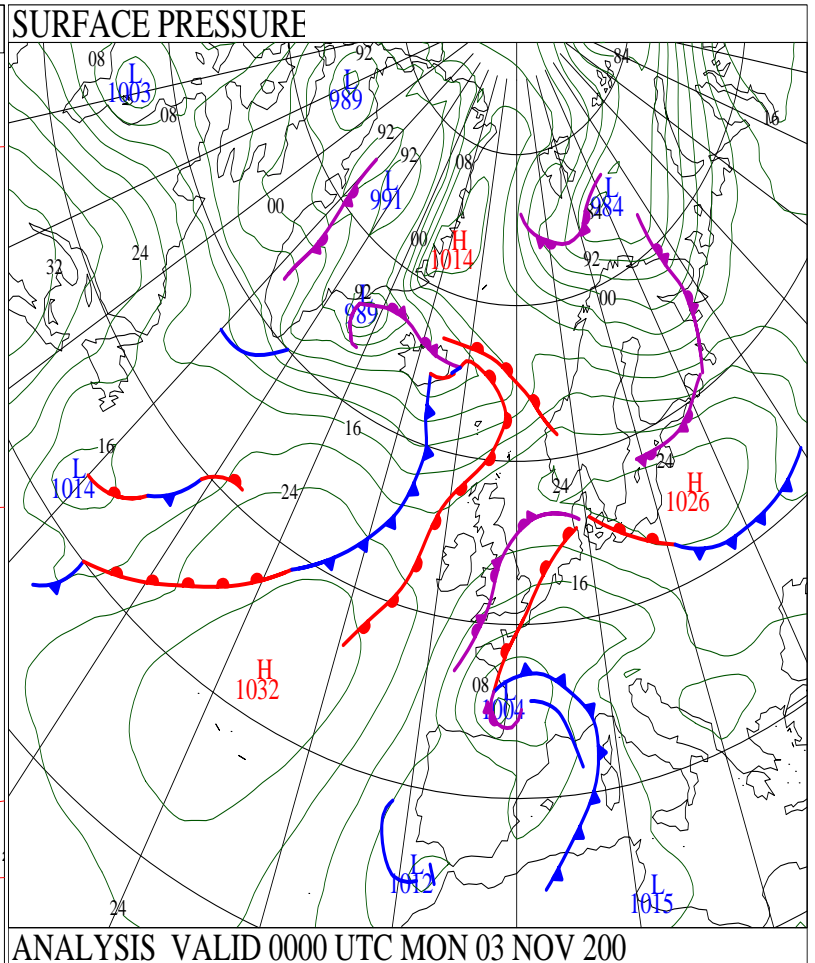 SURFACE PRESSURE
92
84
08
L
1003
L
989
08
16
92
92
08
L
991
L
984
00
00
H
1014
24
32
92
00
92
L
989
16
16
L
1014
24
24
24
H
1026
16
H
1032
08
L
1004
L
1012
L
1015
24
ANALYSIS VALID 0000 UTC MON 03 NOV 200